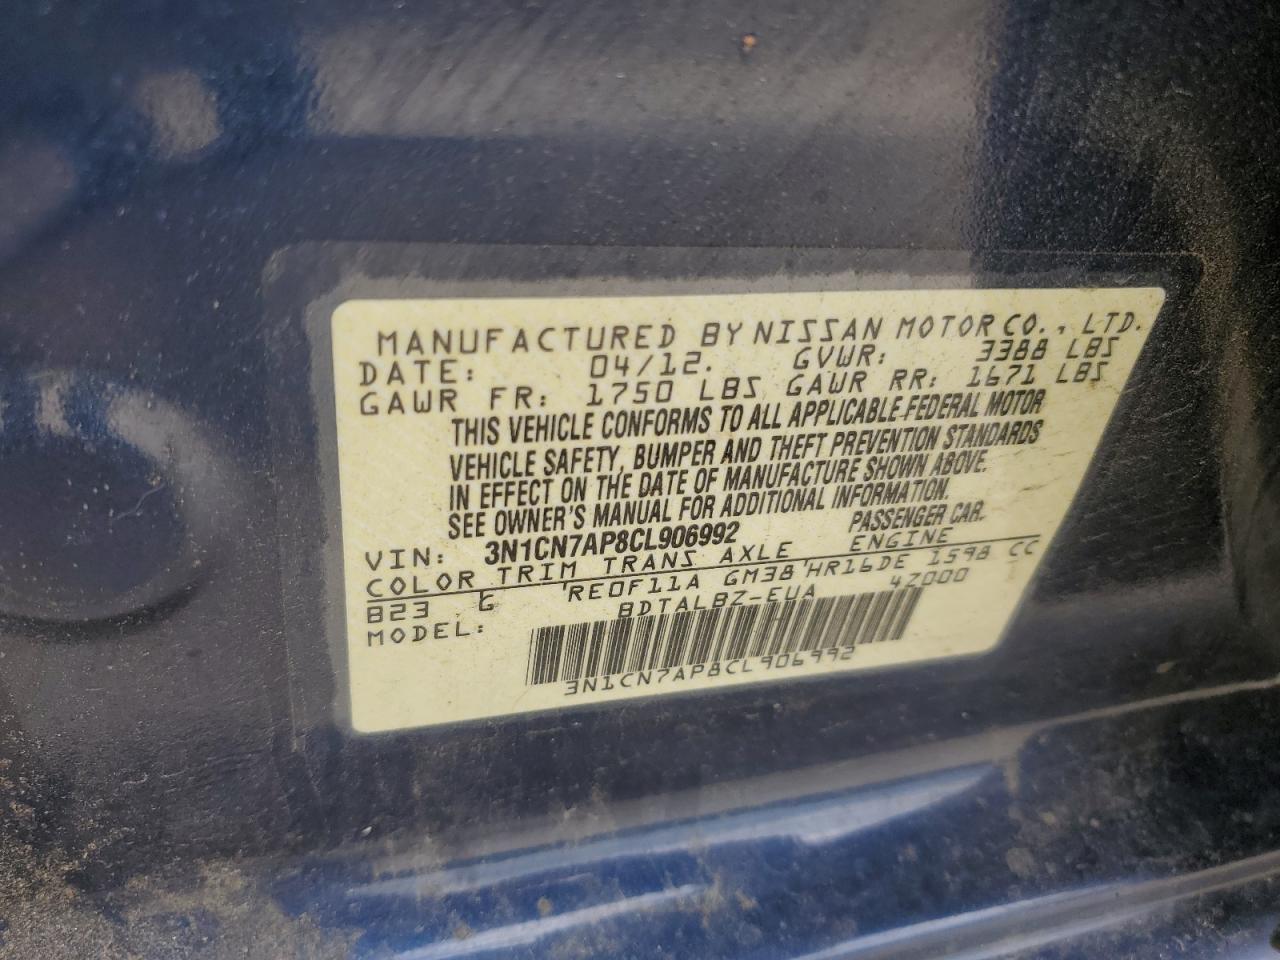 MANUFACTURED BY NISSAN MOTOR CO., LTD.
DATE: 04/12. GVWR: 3388 LBS
GAWR FR: 1750 LBS GAWR RR: 1671 LBS
THIS VEHICLE CONFORMS TO ALL APPLICABLE FEDERAL MOTOR
VEHICLE SAFETY, BUMPER AND THEFT PREVENTION STANDARDS
IN EFFECT ON THE DATE OF MANUFACTURE SHOWN ABOVE.
SEE OWNER'S MANUAL FOR ADDITIONAL INFORMATION.
VIN: 3N1CN7AP8CL906992 PASSENGER CAR.
COLOR TRIM TRANS AXLE ENGINE
B23 G RE0F11A GM38 HR16DE 1598 CC
MODEL: BDTALBZ-EUA 4Z000
3N1CN7AP8CL906992